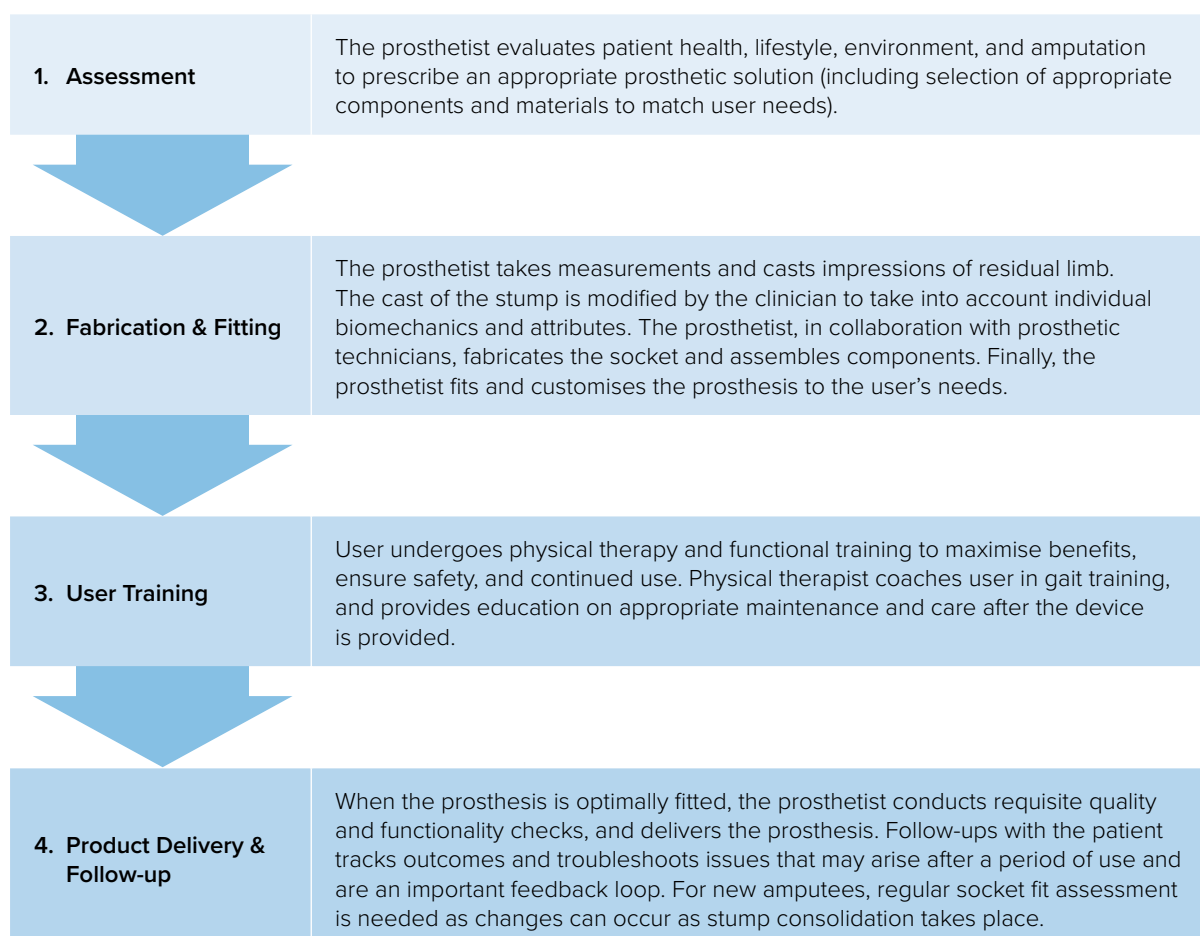 1. Assessment
The prosthetist evaluates patient health, lifestyle, environment, and amputation
to prescribe an appropriate prosthetic solution (including selection of appropriate
components and materials to match user needs).
2. Fabrication & Fitting
The prosthetist takes measurements and casts impressions of residual limb.
The cast of the stump is modified by the clinician to take into account individual
biomechanics and attributes. The prosthetist, in collaboration with prosthetic
technicians, fabricates the socket and assembles components. Finally, the
prosthetist fits and customises the prosthesis to the user’s needs.
3. User Training
User undergoes physical therapy and functional training to maximise benefits,
ensure safety, and continued use. Physical therapist coaches user in gait training,
and provides education on appropriate maintenance and care after the device
is provided.
4. Product Delivery &
Follow-up
When the prosthesis is optimally fitted, the prosthetist conducts requisite quality
and functionality checks, and delivers the prosthesis. Follow-ups with the patient
tracks outcomes and troubleshoots issues that may arise after a period of use and
are an important feedback loop. For new amputees, regular socket fit assessment
is needed as changes can occur as stump consolidation takes place.